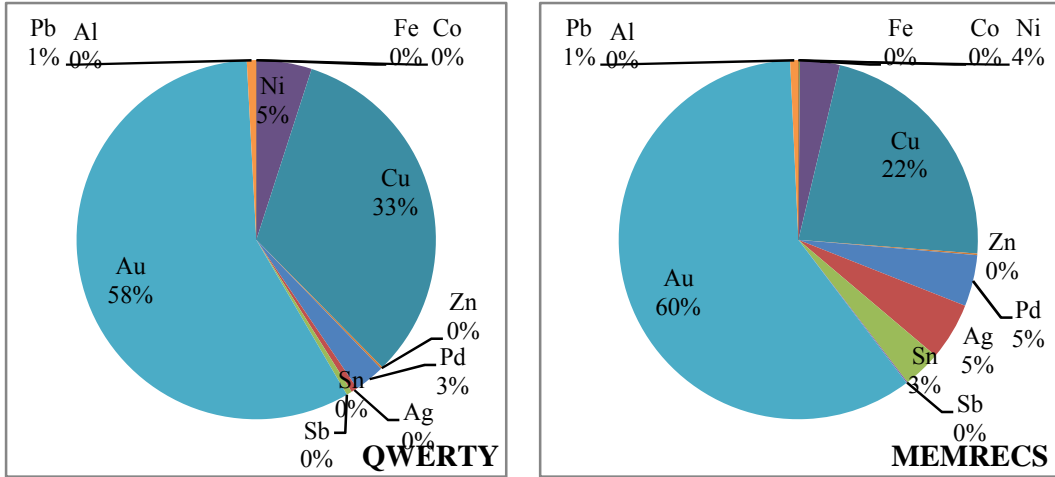 Pb
1%
Al
0%
Fe
0%
Co
0%
Ni
5%
Cu
33%
Au
58%
Zn
0%
Pd
3%
Sn
0%
Ag
0%
Sb
0%
QWERTY
Pb
1%
Al
0%
Fe
0%
Co
0%
Ni
4%
Cu
22%
Zn
0%
Au
60%
Pd
5%
Ag
5%
Sn
3%
Sb
0%
MEMRECS